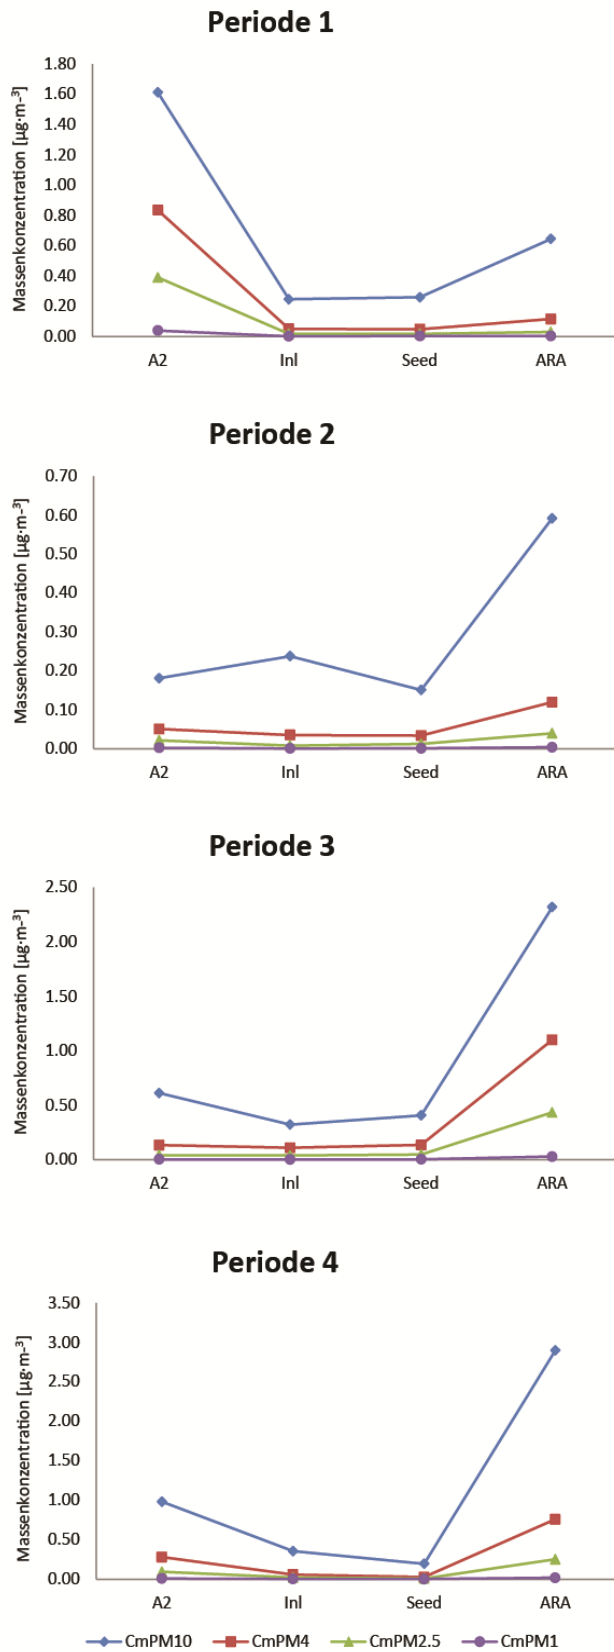 Periode 1
Massenkonzentration [µg·m-³]
1.80
1.60
1.40
1.20
1.00
0.80
0.60
0.40
0.20
0.00
A2 Inl Seed ARA
Periode 2
Massenkonzentration [µg·m-³]
0.70
0.60
0.50
0.40
0.30
0.20
0.10
0.00
A2 Inl Seed ARA
Periode 3
Massenkonzentration [µg·m-³]
2.50
2.00
1.50
1.00
0.50
0.00
A2 Inl Seed ARA
Periode 4
Massenkonzentration [µg·m-³]
3.50
3.00
2.50
2.00
1.50
1.00
0.50
0.00
A2 Inl Seed ARA
CmPM10 CmPM4 CmPM2.5 CmPM1